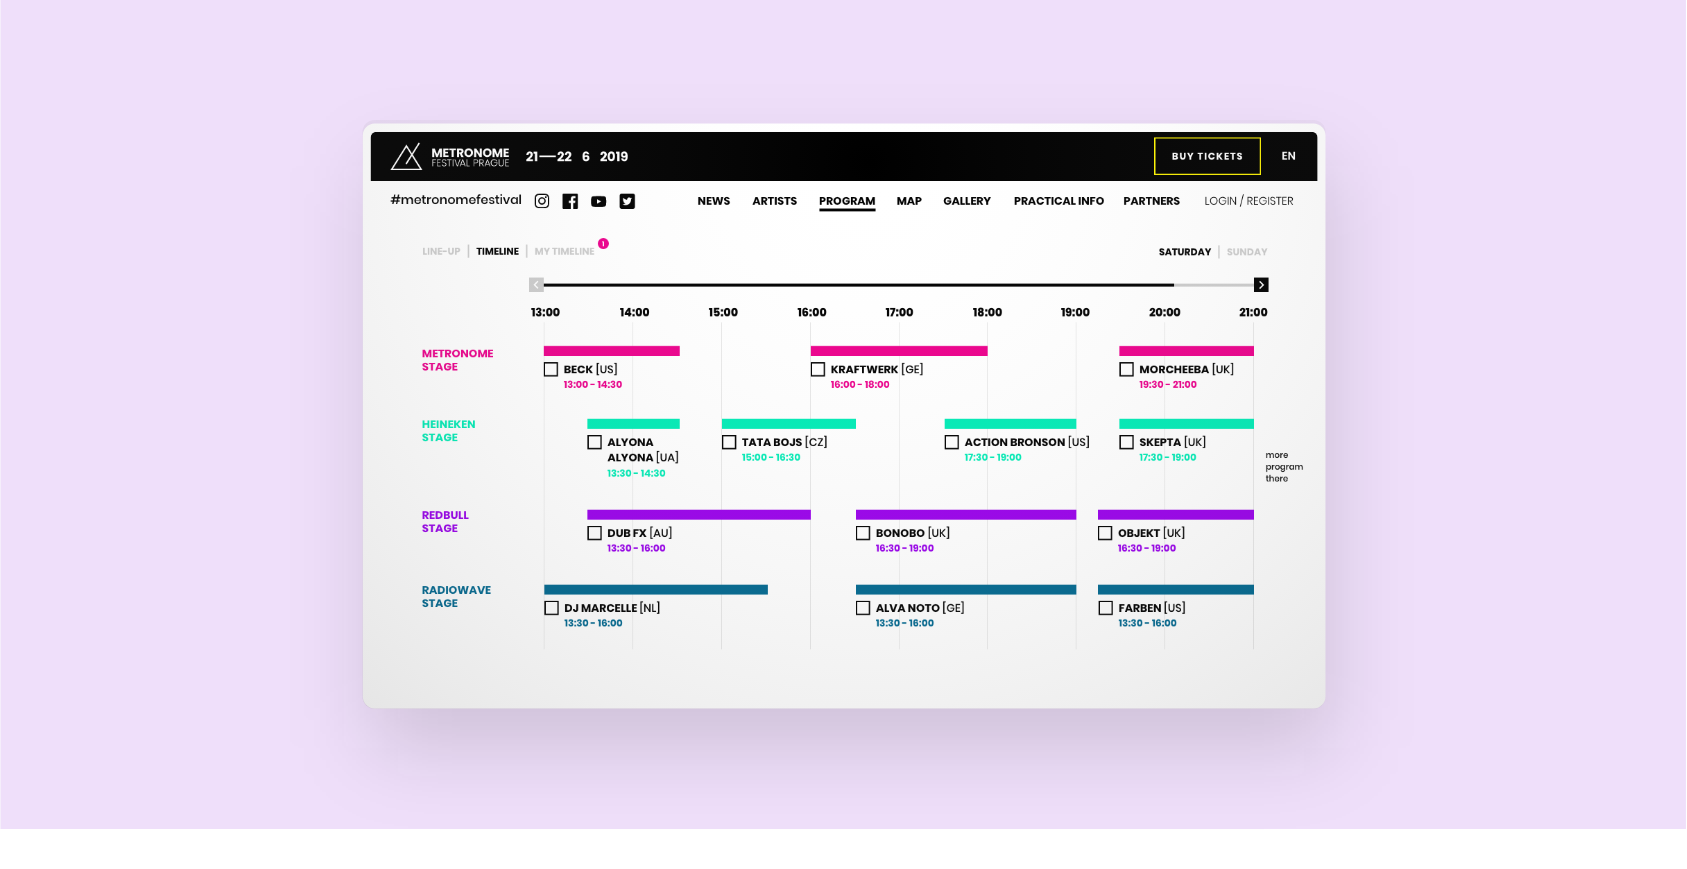 METRONOME
FESTIVAL PRAGUE
21—22 6 2019
BUY TICKETS
EN
#metronomefestival
NEWS
ARTISTS
PROGRAM
MAP
GALLERY
PRACTICAL INFO
PARTNERS
LOGIN / REGISTER
LINE-UP | TIMELINE | MY TIMELINE
1
SATURDAY | SUNDAY
13:00 14:00 15:00 16:00 17:00 18:00 19:00 20:00 21:00
METRONOME
STAGE
BECK [US]
13:00 - 14:30
KRAFTWERK [GE]
16:00 - 18:00
MORCHEEBA [UK]
19:30 - 21:00
HEINEKEN
STAGE
ALYONA
ALYONA [UA]
13:30 - 14:30
TATA BOJS [CZ]
15:00 - 16:30
ACTION BRONSON [US]
17:30 - 19:00
SKEPTA [UK]
17:30 - 19:00
more
program
there
REDBULL
STAGE
DUB FX [AU]
13:30 - 16:00
BONOBO [UK]
16:30 - 19:00
OBJEKT [UK]
16:30 - 19:00
RADIOWAVE
STAGE
DJ MARCELLE [NL]
13:30 - 16:00
ALVA NOTO [GE]
13:30 - 16:00
FARBEN [US]
13:30 - 16:00